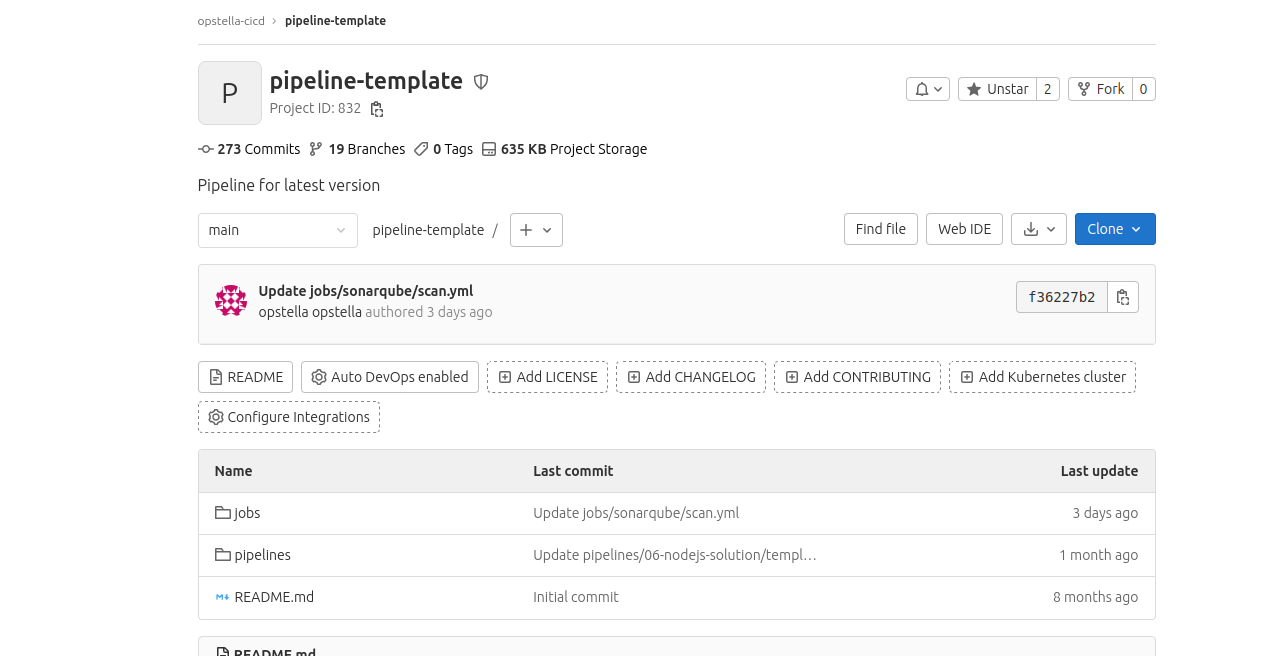 opstella-cicd › pipeline-template
P
pipeline-template
Project ID: 832
Unstar 2
Fork 0
273 Commits 19 Branches 0 Tags 635 KB Project Storage
Pipeline for latest version
main
pipeline-template /
Find file
Web IDE
Clone
Update jobs/sonarqube/scan.yml
opstella opstella authored 3 days ago
f36227b2
README
Auto DevOps enabled
Add LICENSE
Add CHANGELOG
Add CONTRIBUTING
Add Kubernetes cluster
Configure Integrations
Name Last commit Last update
jobs Update jobs/sonarqube/scan.yml 3 days ago
pipelines Update pipelines/06-nodejs-solution/templ... 1 month ago
README.md Initial commit 8 months ago
README.md